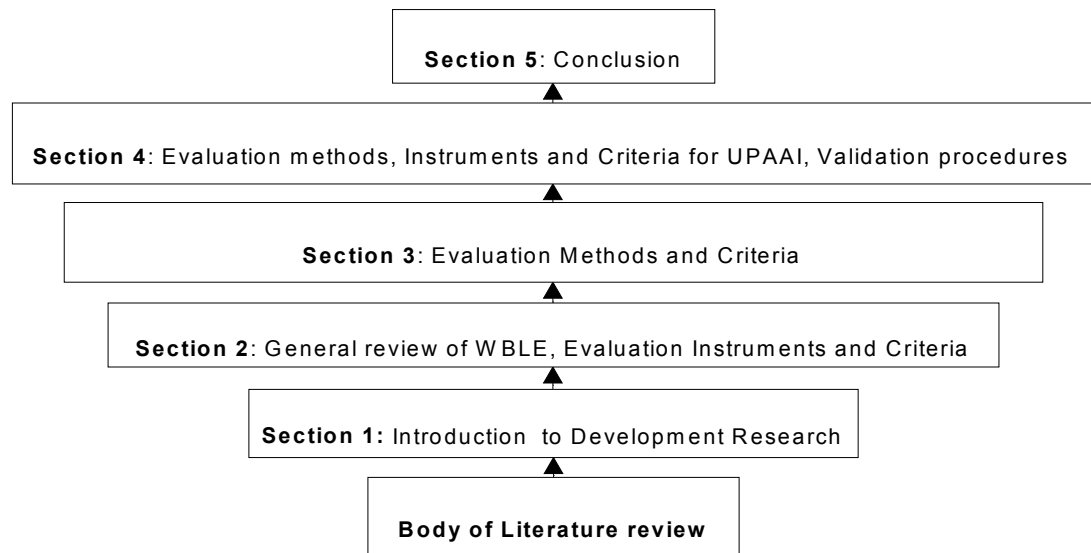 Section 5: Conclusion
Section 4: Evaluation methods, Instruments and Criteria for UPAAI, Validation procedures
Section 3: Evaluation Methods and Criteria
Section 2: General review of WBLE, Evaluation Instruments and Criteria
Section 1: Introduction to Development Research
Body of Literature review